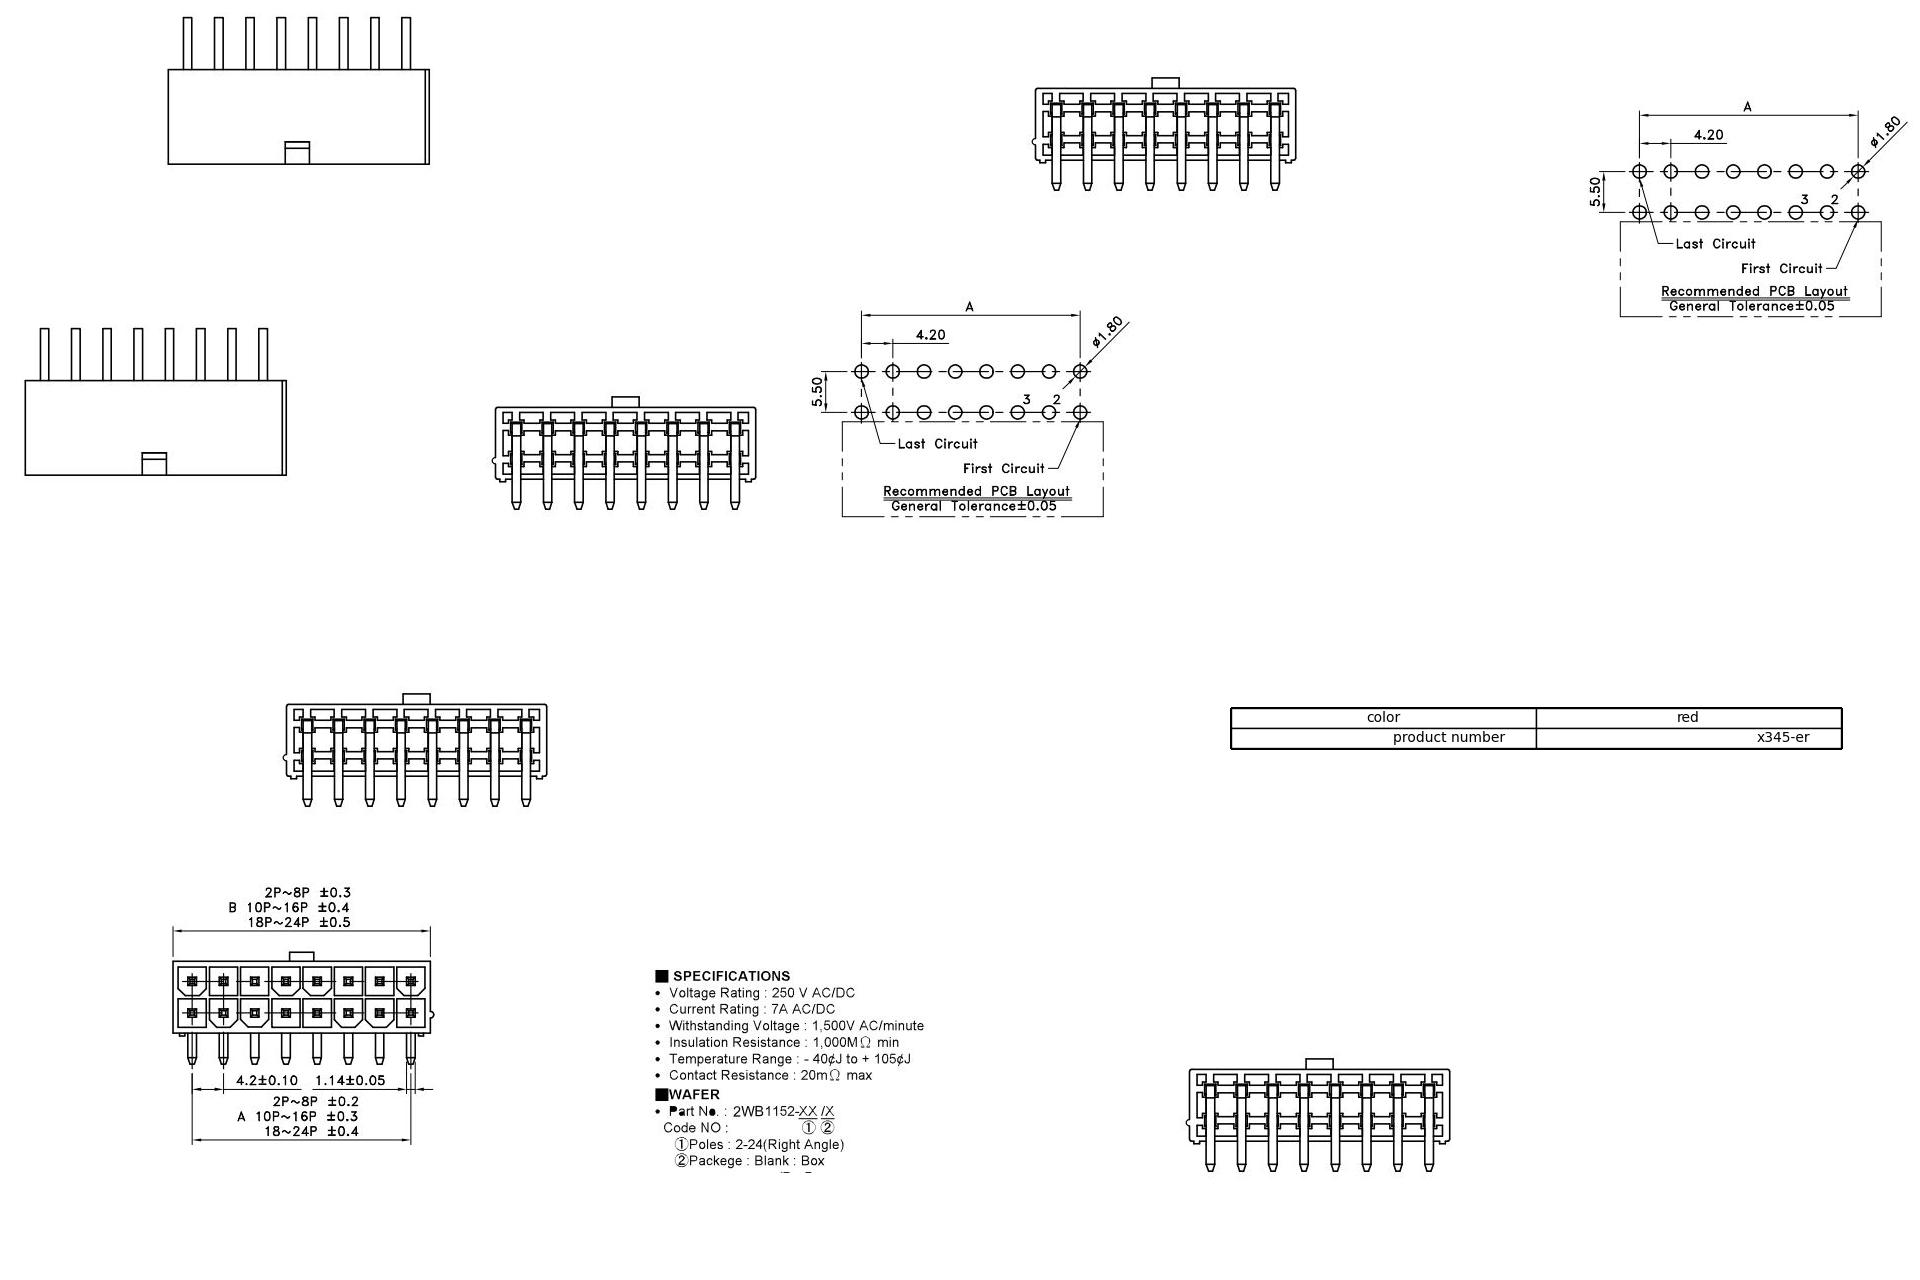 A
4.20
ø1.80
5.50
3 2
Last Circuit
First Circuit
Recommended PCB Layout
General Tolerance±0.05
A
4.20
ø1.80
5.50
3 2
Last Circuit
First Circuit
Recommended PCB Layout
General Tolerance±0.05
color red
product number x345-er
2P~8P ±0.3
B 10P~16P ±0.4
18P~24P ±0.5
4.2±0.10 1.14±0.05
2P~8P ±0.2
A 10P~16P ±0.3
18~24P ±0.4
■ SPECIFICATIONS
• Voltage Rating : 250 V AC/DC
• Current Rating : 7A AC/DC
• Withstanding Voltage : 1,500V AC/minute
• Insulation Resistance : 1,000MΩ min
• Temperature Range : - 40¢J to + 105¢J
• Contact Resistance : 20mΩ max
■WAFER
• Part No. : 2WB1152-XX /X
Code NO : ① ②
①Poles : 2-24(Right Angle)
②Packege : Blank : Box